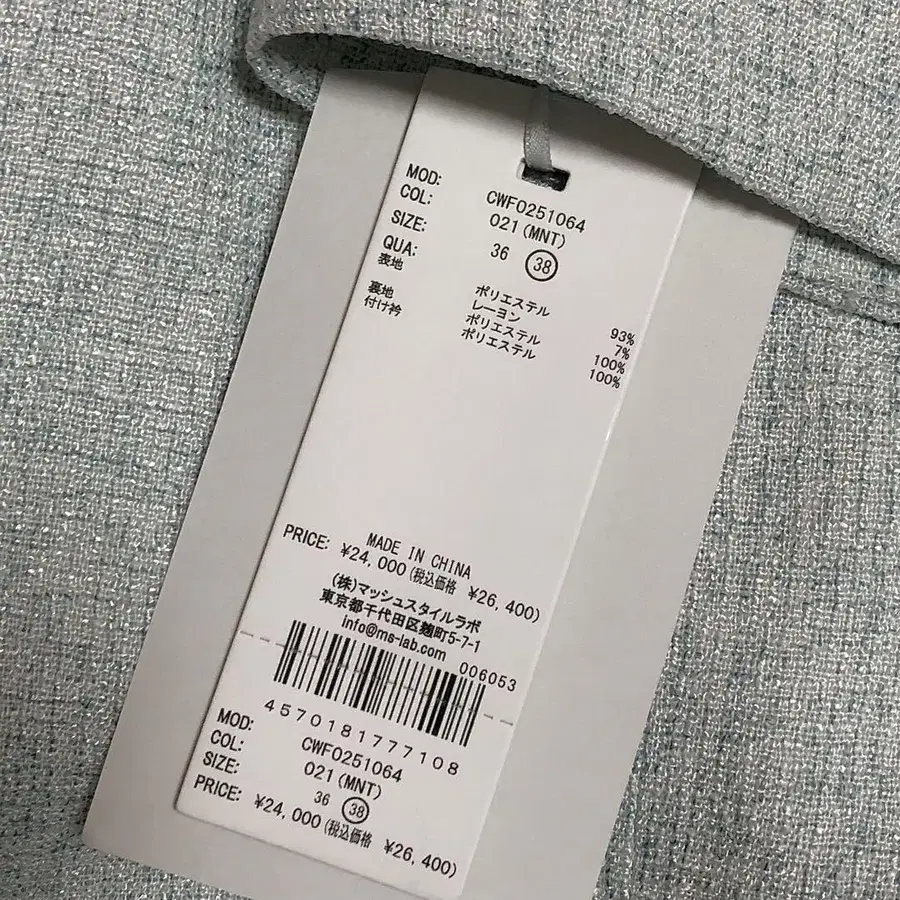 MOD: CWFO251064
COL: 021(MNT)
SIZE: 36 38
QUA:
表地 ポリエステル 93%
レーヨン 7%
裏地 ポリエステル 100%
付け衿 ポリエステル 100%
MADE IN CHINA
PRICE: ¥24,000(税込価格 ¥26,400)
(株)マッシュスタイルラボ
東京都千代田区麹町5-7-1
info@ms-lab.com
006053
4570181777108
MOD: CWFO251064
COL: 021(MNT)
SIZE: 36 38
PRICE: ¥24,000(税込価格 ¥26,400)